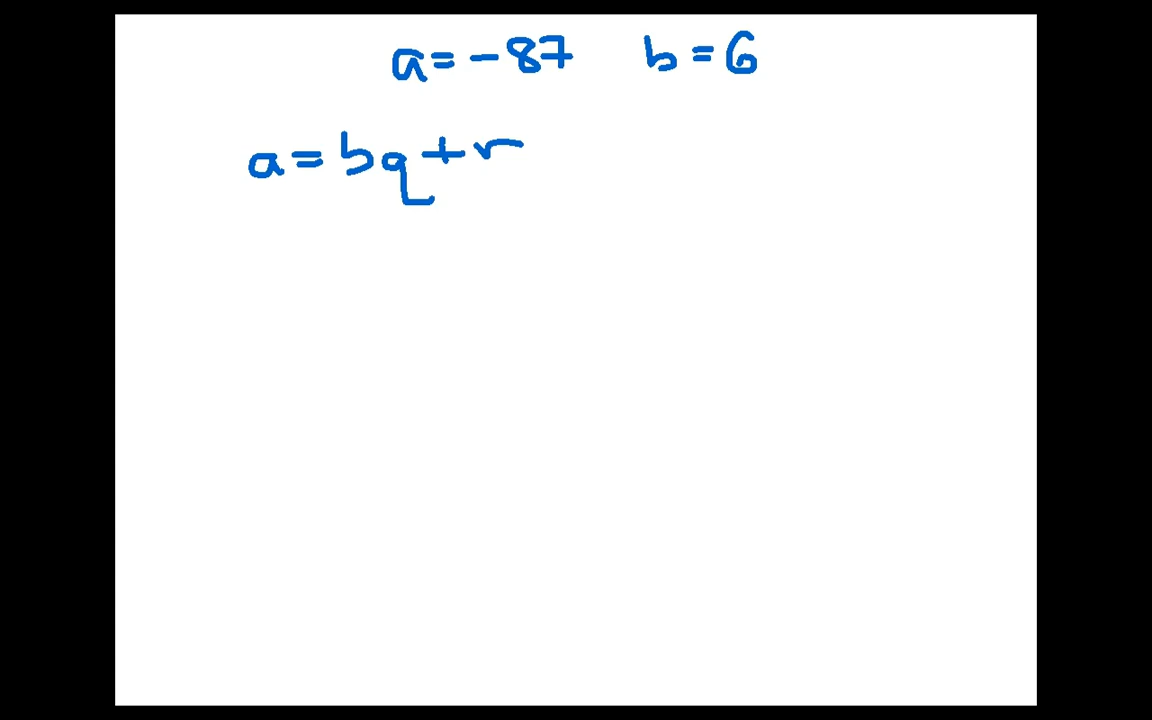 a = -87 b = 6
a = bq + r